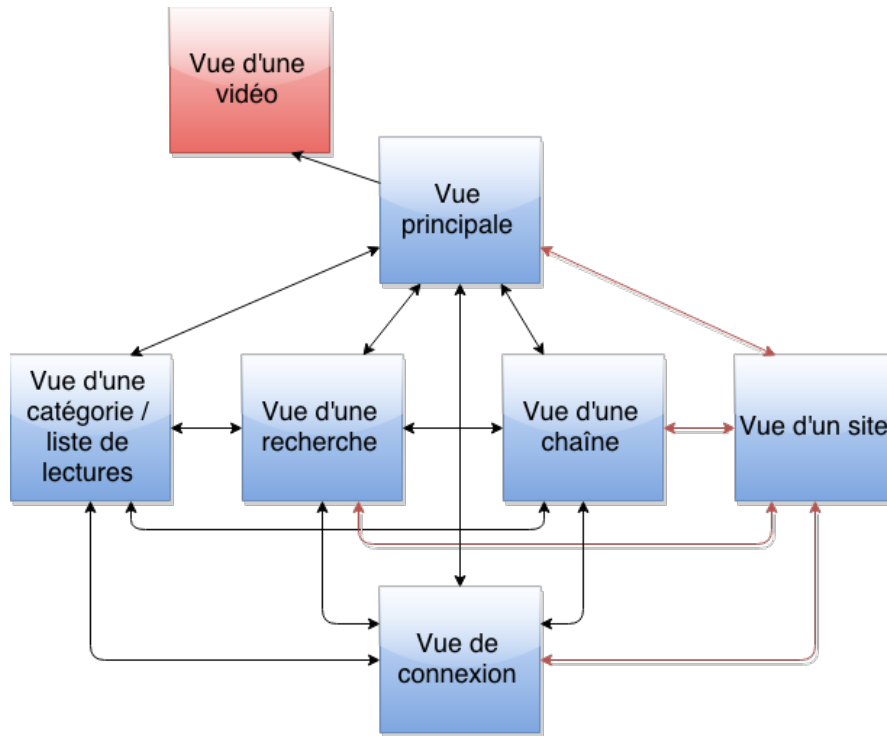 Vue d'une
vidéo
Vue
principale
Vue d'une
catégorie /
liste de
lectures
Vue d'une
recherche
Vue d'une
chaîne
Vue d'un site
Vue de
connexion